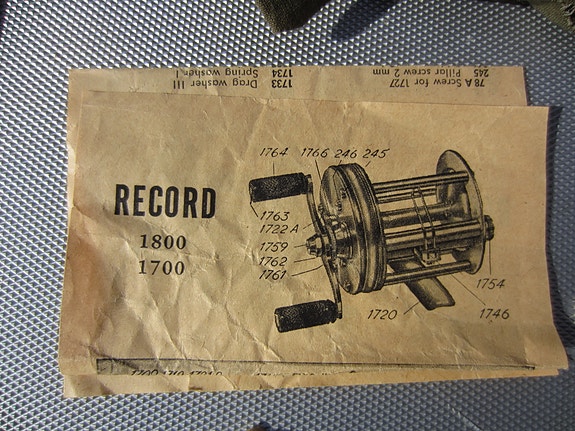 78 A Screw for 1727
245 Pillar screw 2 mm
1733 Drag washer III
1734 Spring washer I
RECORD
1800
1700
1764
1766
246
245
1763
1722 A
1759
1762
1761
1720
1754
1746